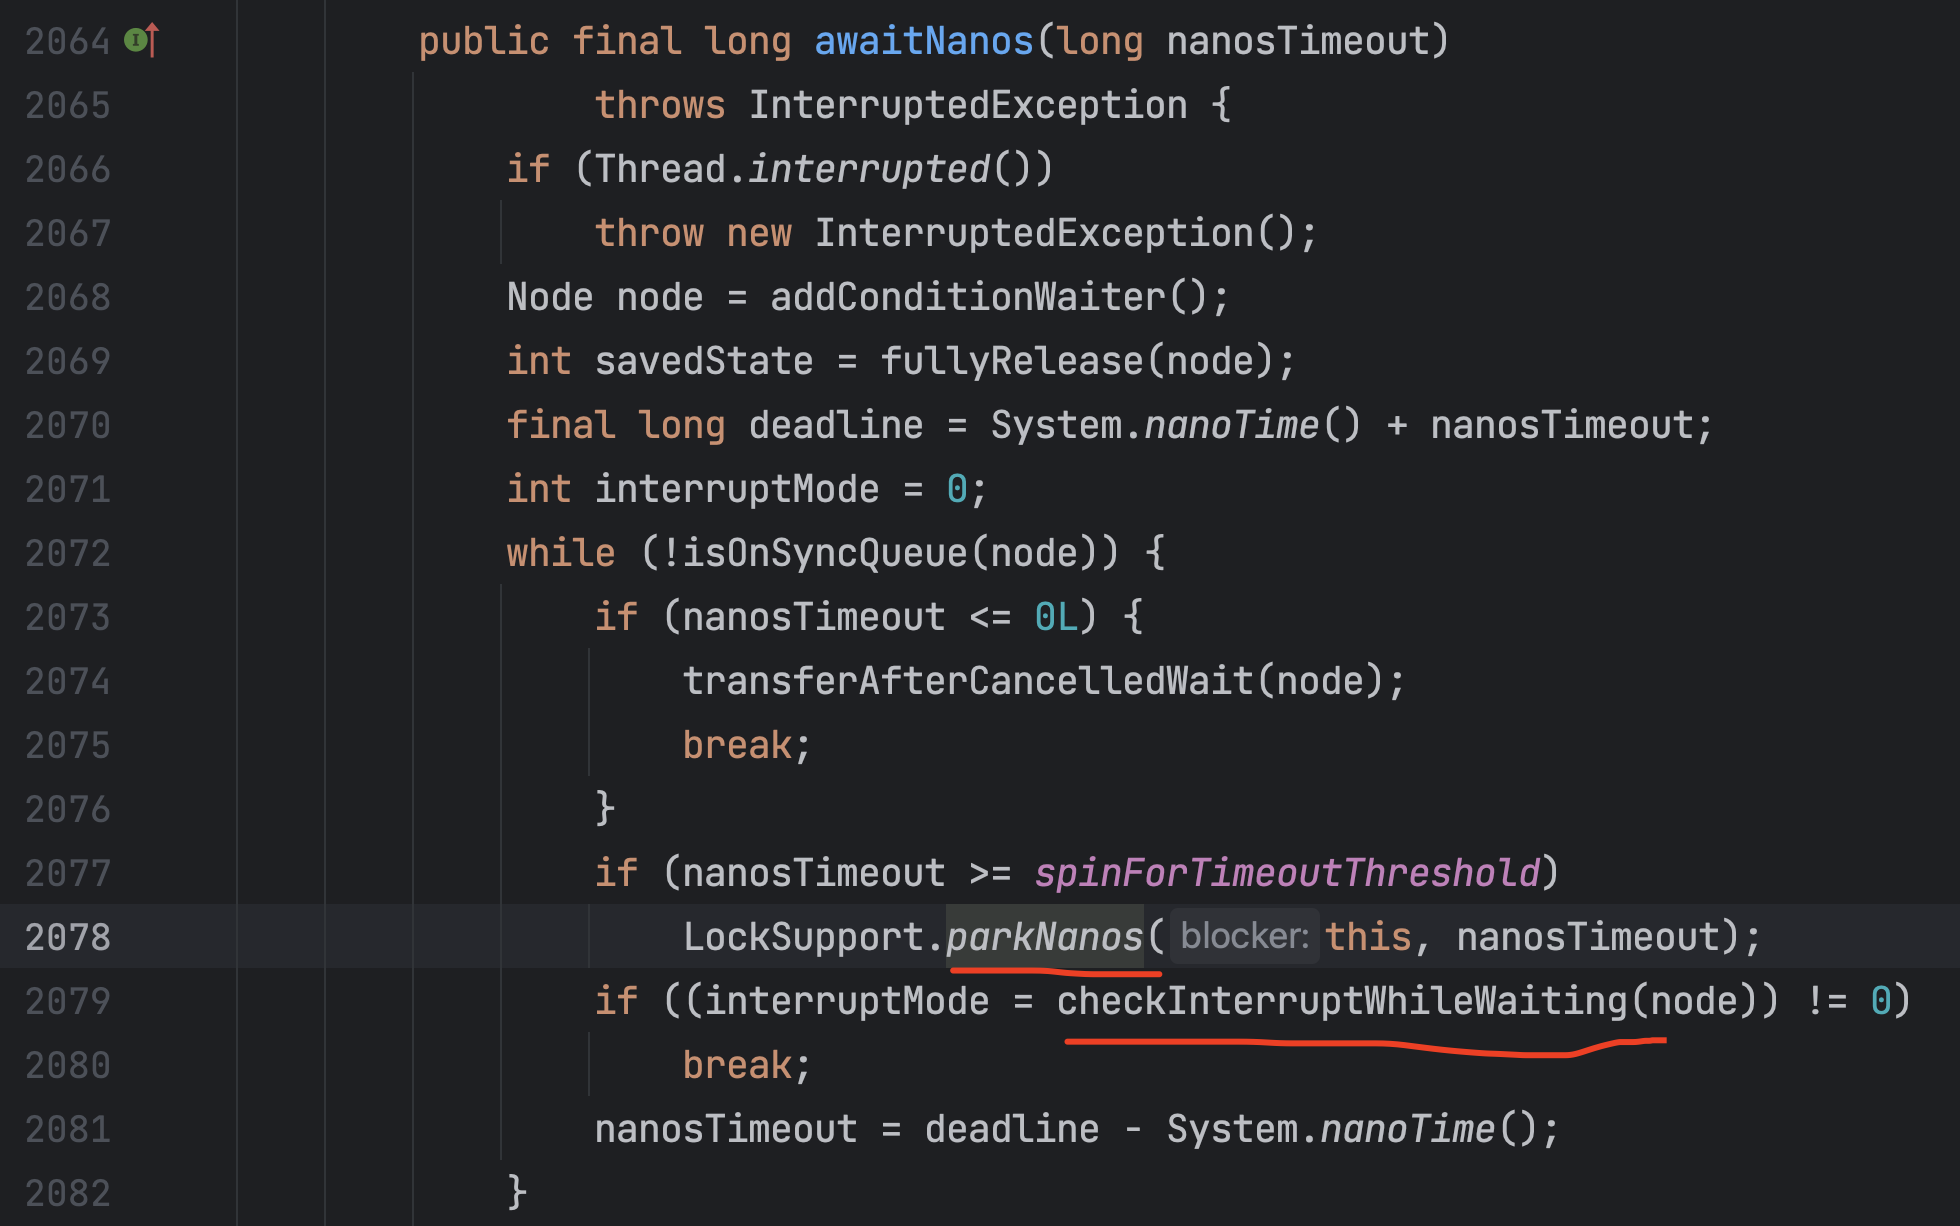 2064 public final long awaitNanos(long nanosTimeout)
2065 throws InterruptedException {
2066 if (Thread.interrupted())
2067 throw new InterruptedException();
2068 Node node = addConditionWaiter();
2069 int savedState = fullyRelease(node);
2070 final long deadline = System.nanoTime() + nanosTimeout;
2071 int interruptMode = 0;
2072 while (!isOnSyncQueue(node)) {
2073 if (nanosTimeout <= 0L) {
2074 transferAfterCancelledWait(node);
2075 break;
2076 }
2077 if (nanosTimeout >= spinForTimeoutThreshold)
2078 LockSupport.parkNanos( blocker: this, nanosTimeout);
2079 if ((interruptMode = checkInterruptWhileWaiting(node)) != 0)
2080 break;
2081 nanosTimeout = deadline - System.nanoTime();
2082 }